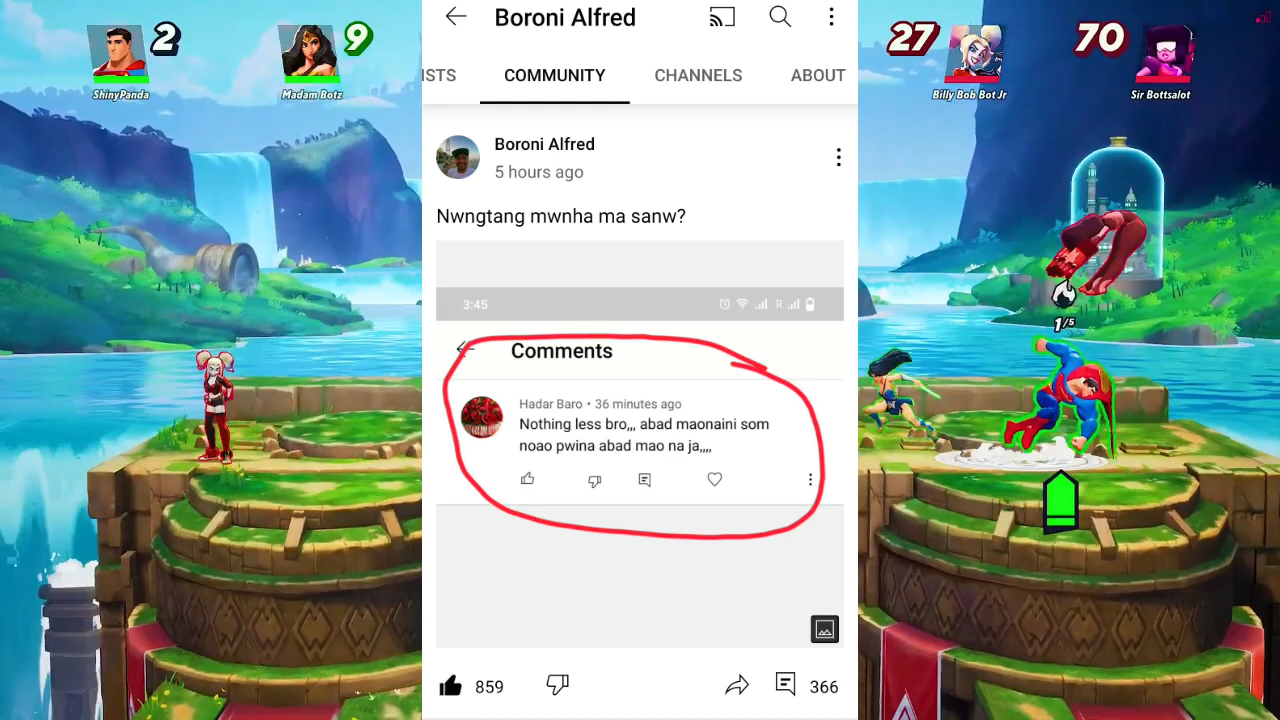 2
9
ShinyPanda
Madam Botz
Boroni Alfred
ISTS
COMMUNITY
CHANNELS
ABOUT
Boroni Alfred
5 hours ago
Nwngtang mwnha ma sanw?
3:45
R
Comments
Hadar Baro • 36 minutes ago
Nothing less bro,,, abad maonaini som
noao pwina abad mao na ja,,,,
859
366
27
70
Billy Bob Bot Jr
Sir Bottsalot
1/5